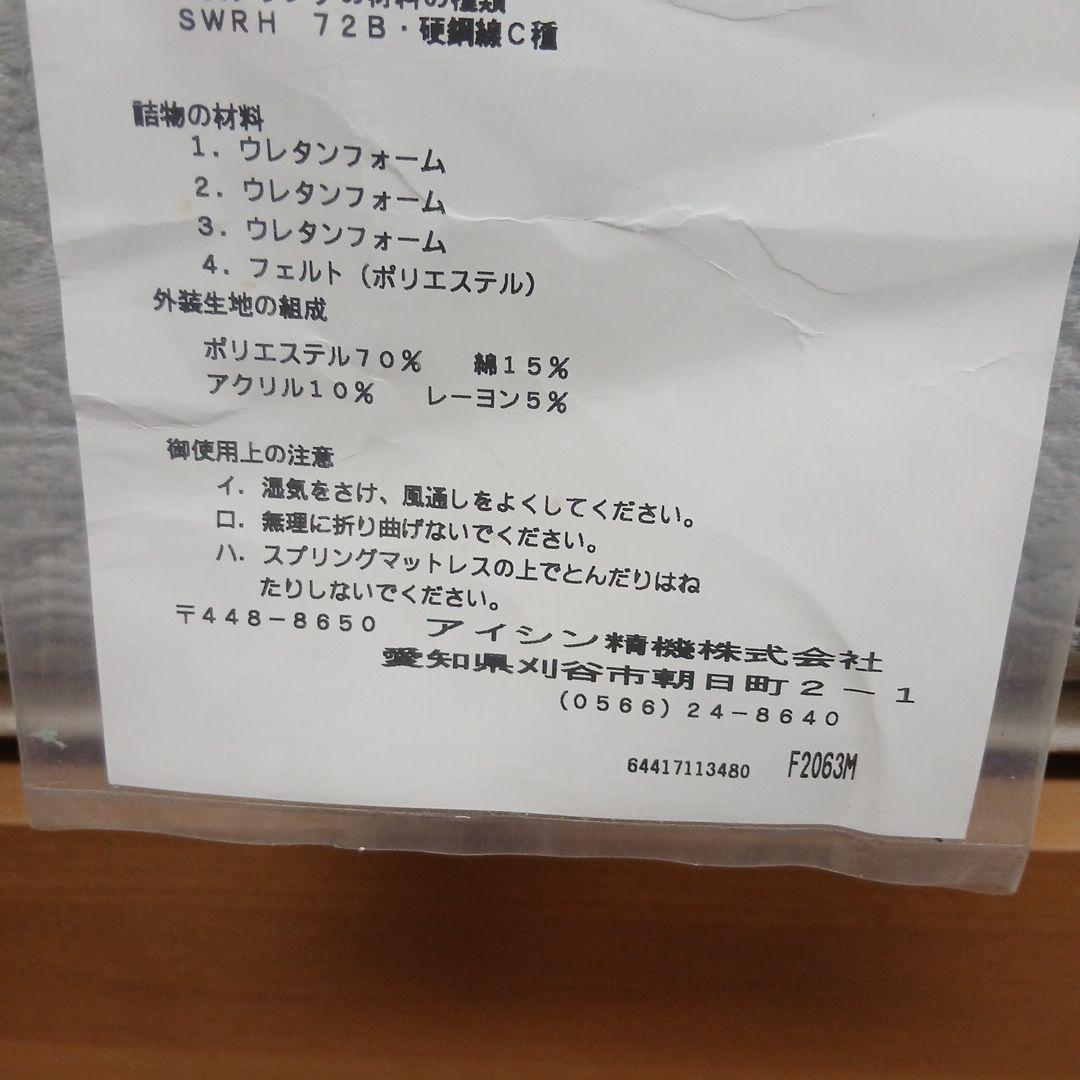 の材料の種類
SWRH 72B・硬鋼線C種
詰物の材料
1．ウレタンフォーム
2．ウレタンフォーム
3．ウレタンフォーム
4．フェルト（ポリエステル）
外装生地の組成
ポリエステル70％ 綿15％
アクリル10％ レーヨン5％
御使用上の注意
イ．湿気をさけ、風通しをよくしてください。
ロ．無理に折り曲げないでください。
ハ．スプリングマットレスの上でとんだりはね
たりしないでください。
〒448－8650 アイシン精機株式会社
愛知県刈谷市朝日町2－1
（0566）24－8640
64417113480 F2063M